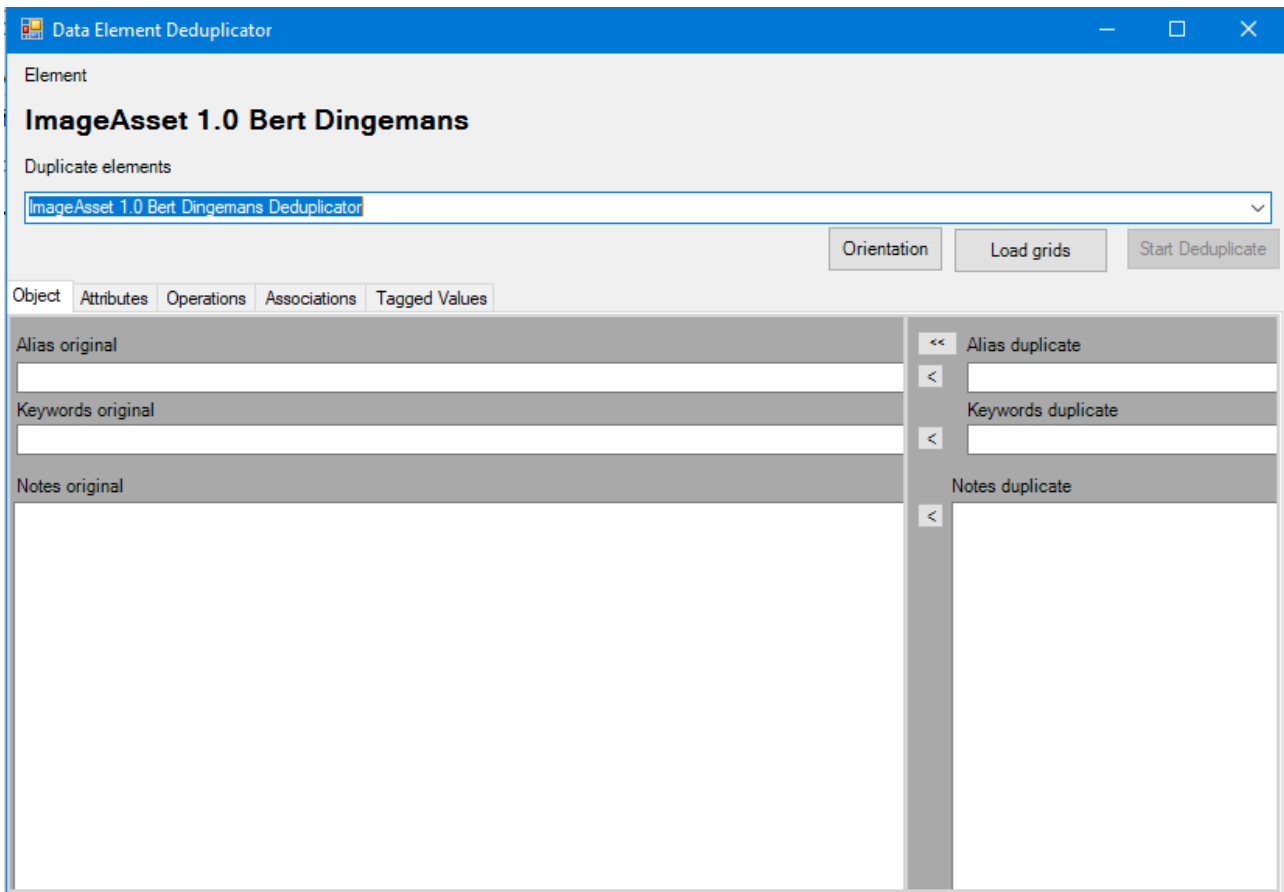 Data Element Deduplicator
Element
ImageAsset 1.0 Bert Dingemans
Duplicate elements
ImageAsset 1.0 Bert Dingemans Deduplicator
Orientation Load grids Start Deduplicate
Object Attributes Operations Associations Tagged Values
Alias original << Alias duplicate
<
Keywords original Keywords duplicate
<
Notes original Notes duplicate
<